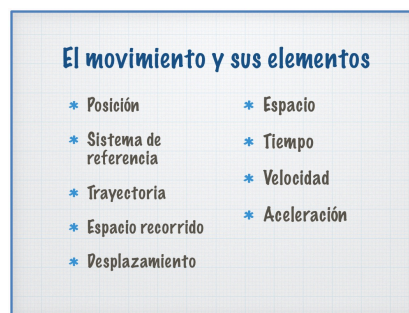 El movimiento y sus elementos
* Posición
* Sistema de
referencia
* Trayectoria
* Espacio recorrido
* Desplazamiento
* Espacio
* Tiempo
* Velocidad
* Aceleración